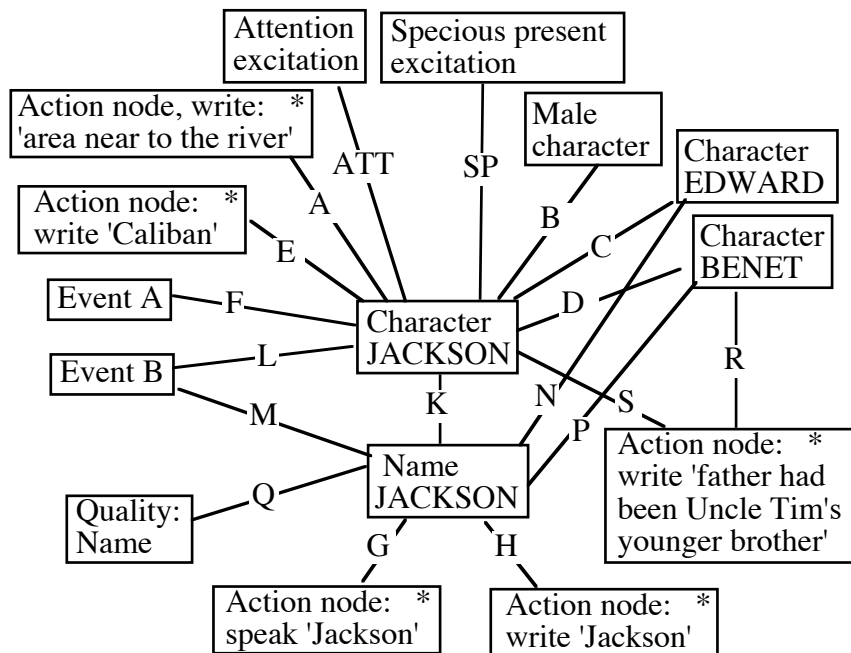 Attention
excitation
Specious present
excitation
Action node, write: *
'area near to the river'
Male
character
Character
EDWARD
ATT
SP
A
B
Action node: *
write 'Caliban'
E
C
Character
BENET
Event A
F
D
Character
JACKSON
Event B
L
R
K
N
S
M
P
Name
JACKSON
Action node: *
write 'father had
been Uncle Tim's
younger brother'
Q
Quality:
Name
G
H
Action node: *
speak 'Jackson'
Action node: *
write 'Jackson'